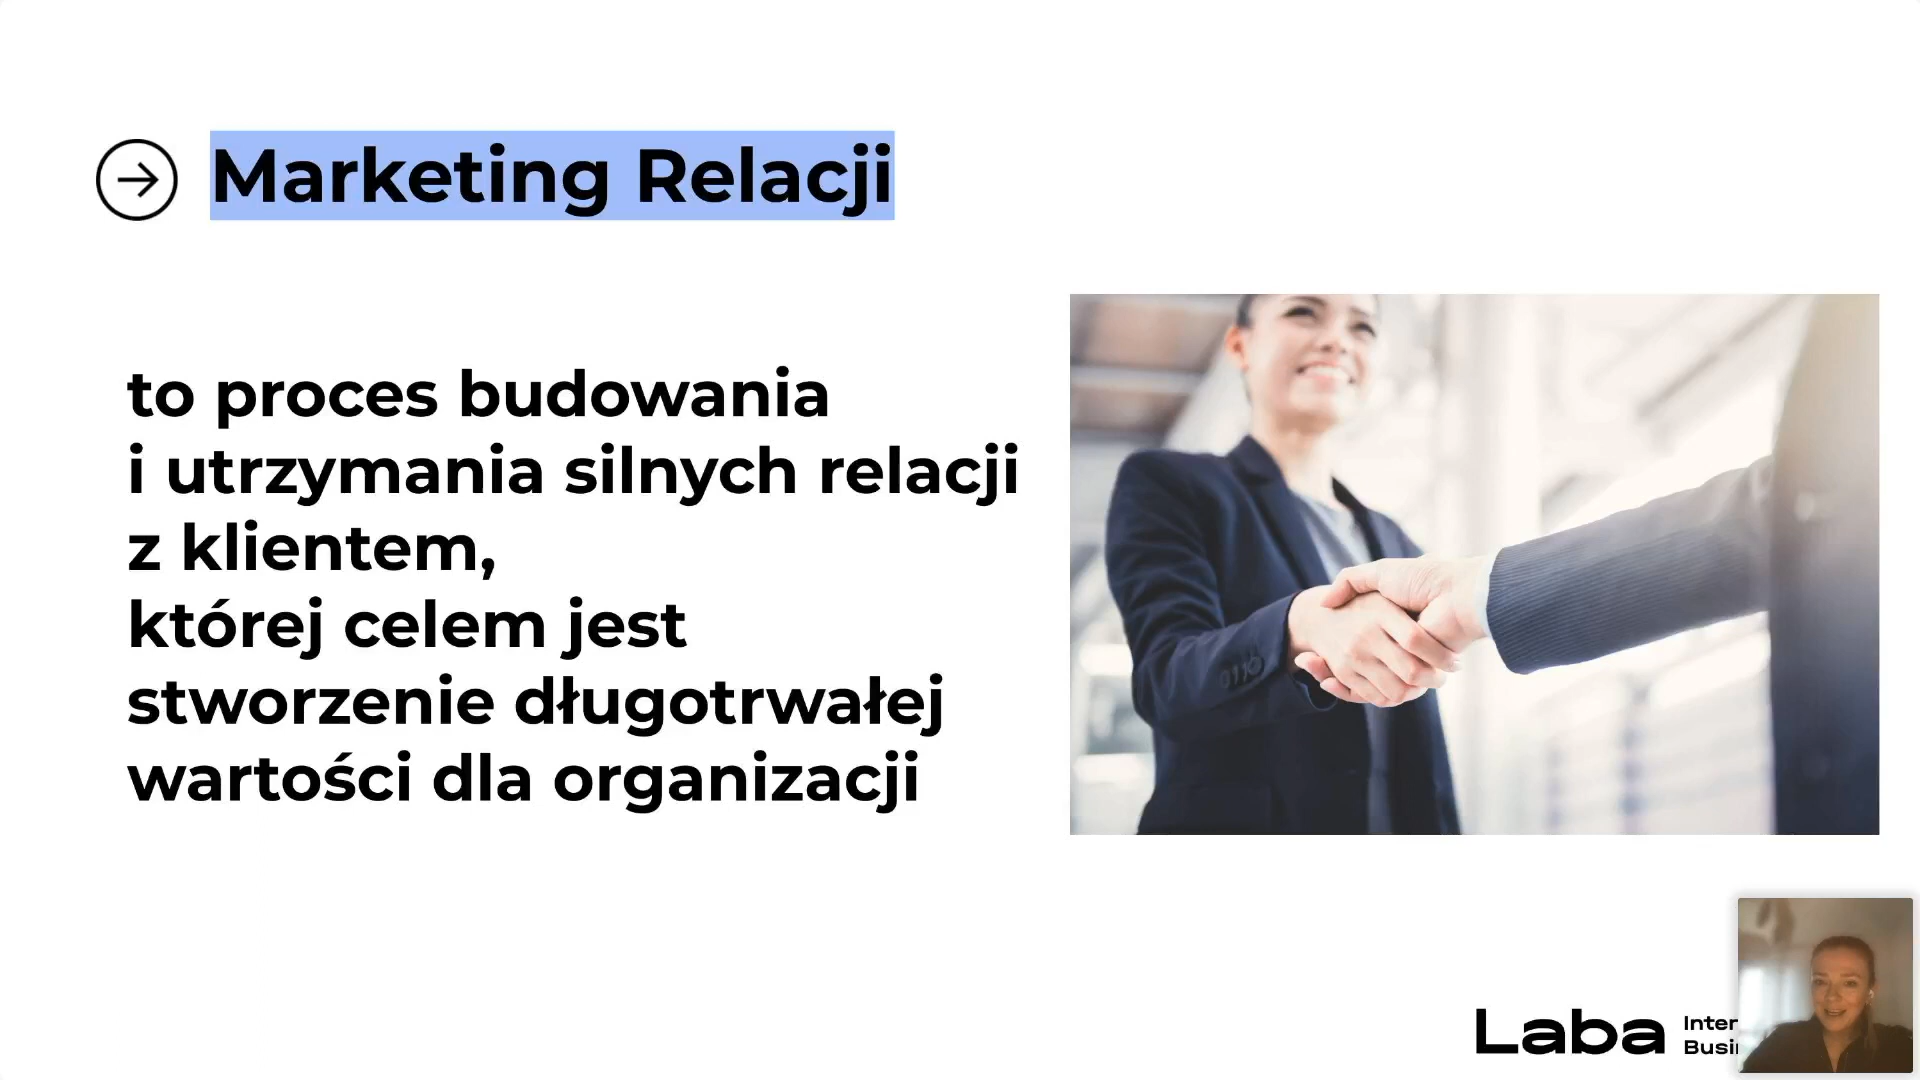 Marketing Relacji
to proces budowania
i utrzymania silnych relacji
z klientem,
której celem jest
stworzenie długotrwałej
wartości dla organizacji
Laba